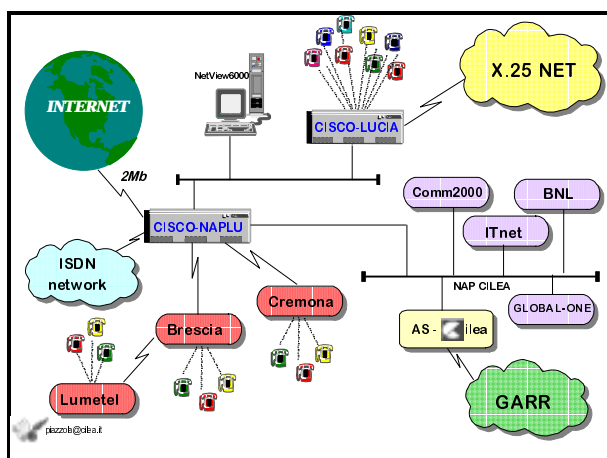 NetView6000
X.25 NET
INTERNET
CISCO-LUCIA
2Mb
Comm2000
BNL
CISCO-NAPLU
ITnet
ISDN
network
NAP CILEA
Cremona
GLOBAL-ONE
Brescia
AS - Cilea
Lumetel
GARR
piazzola@cilea.it